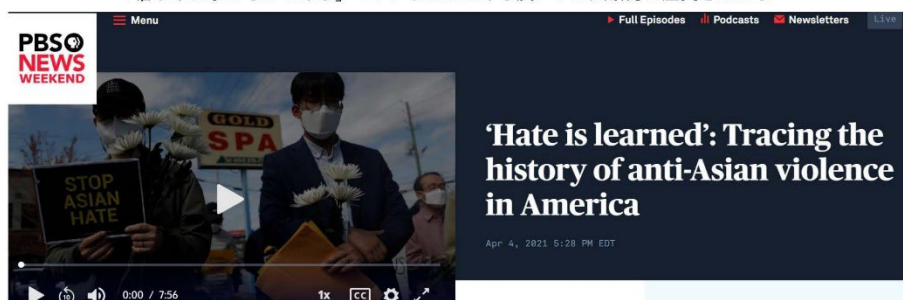 Menu
Full Episodes
Podcasts
Newsletters
Live
PBS
NEWS
WEEKEND
GOLD
SPA
STOP
ASIAN
HATE
‘Hate is learned’: Tracing the
history of anti-Asian violence
in America
Apr 4, 2021 5:28 PM EDT
10
0:00 / 7:56
1x
CC